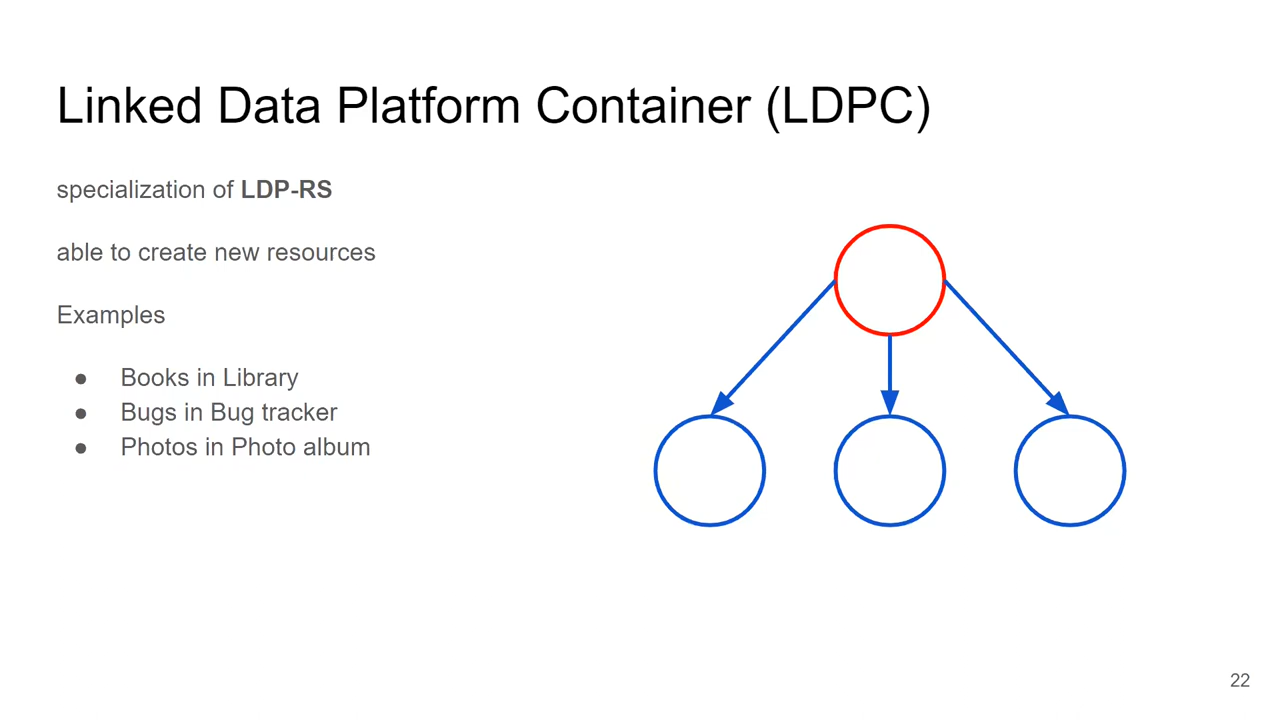 Linked Data Platform Container (LDPC)
specialization of LDP-RS
able to create new resources
Examples
● Books in Library
● Bugs in Bug tracker
● Photos in Photo album
22